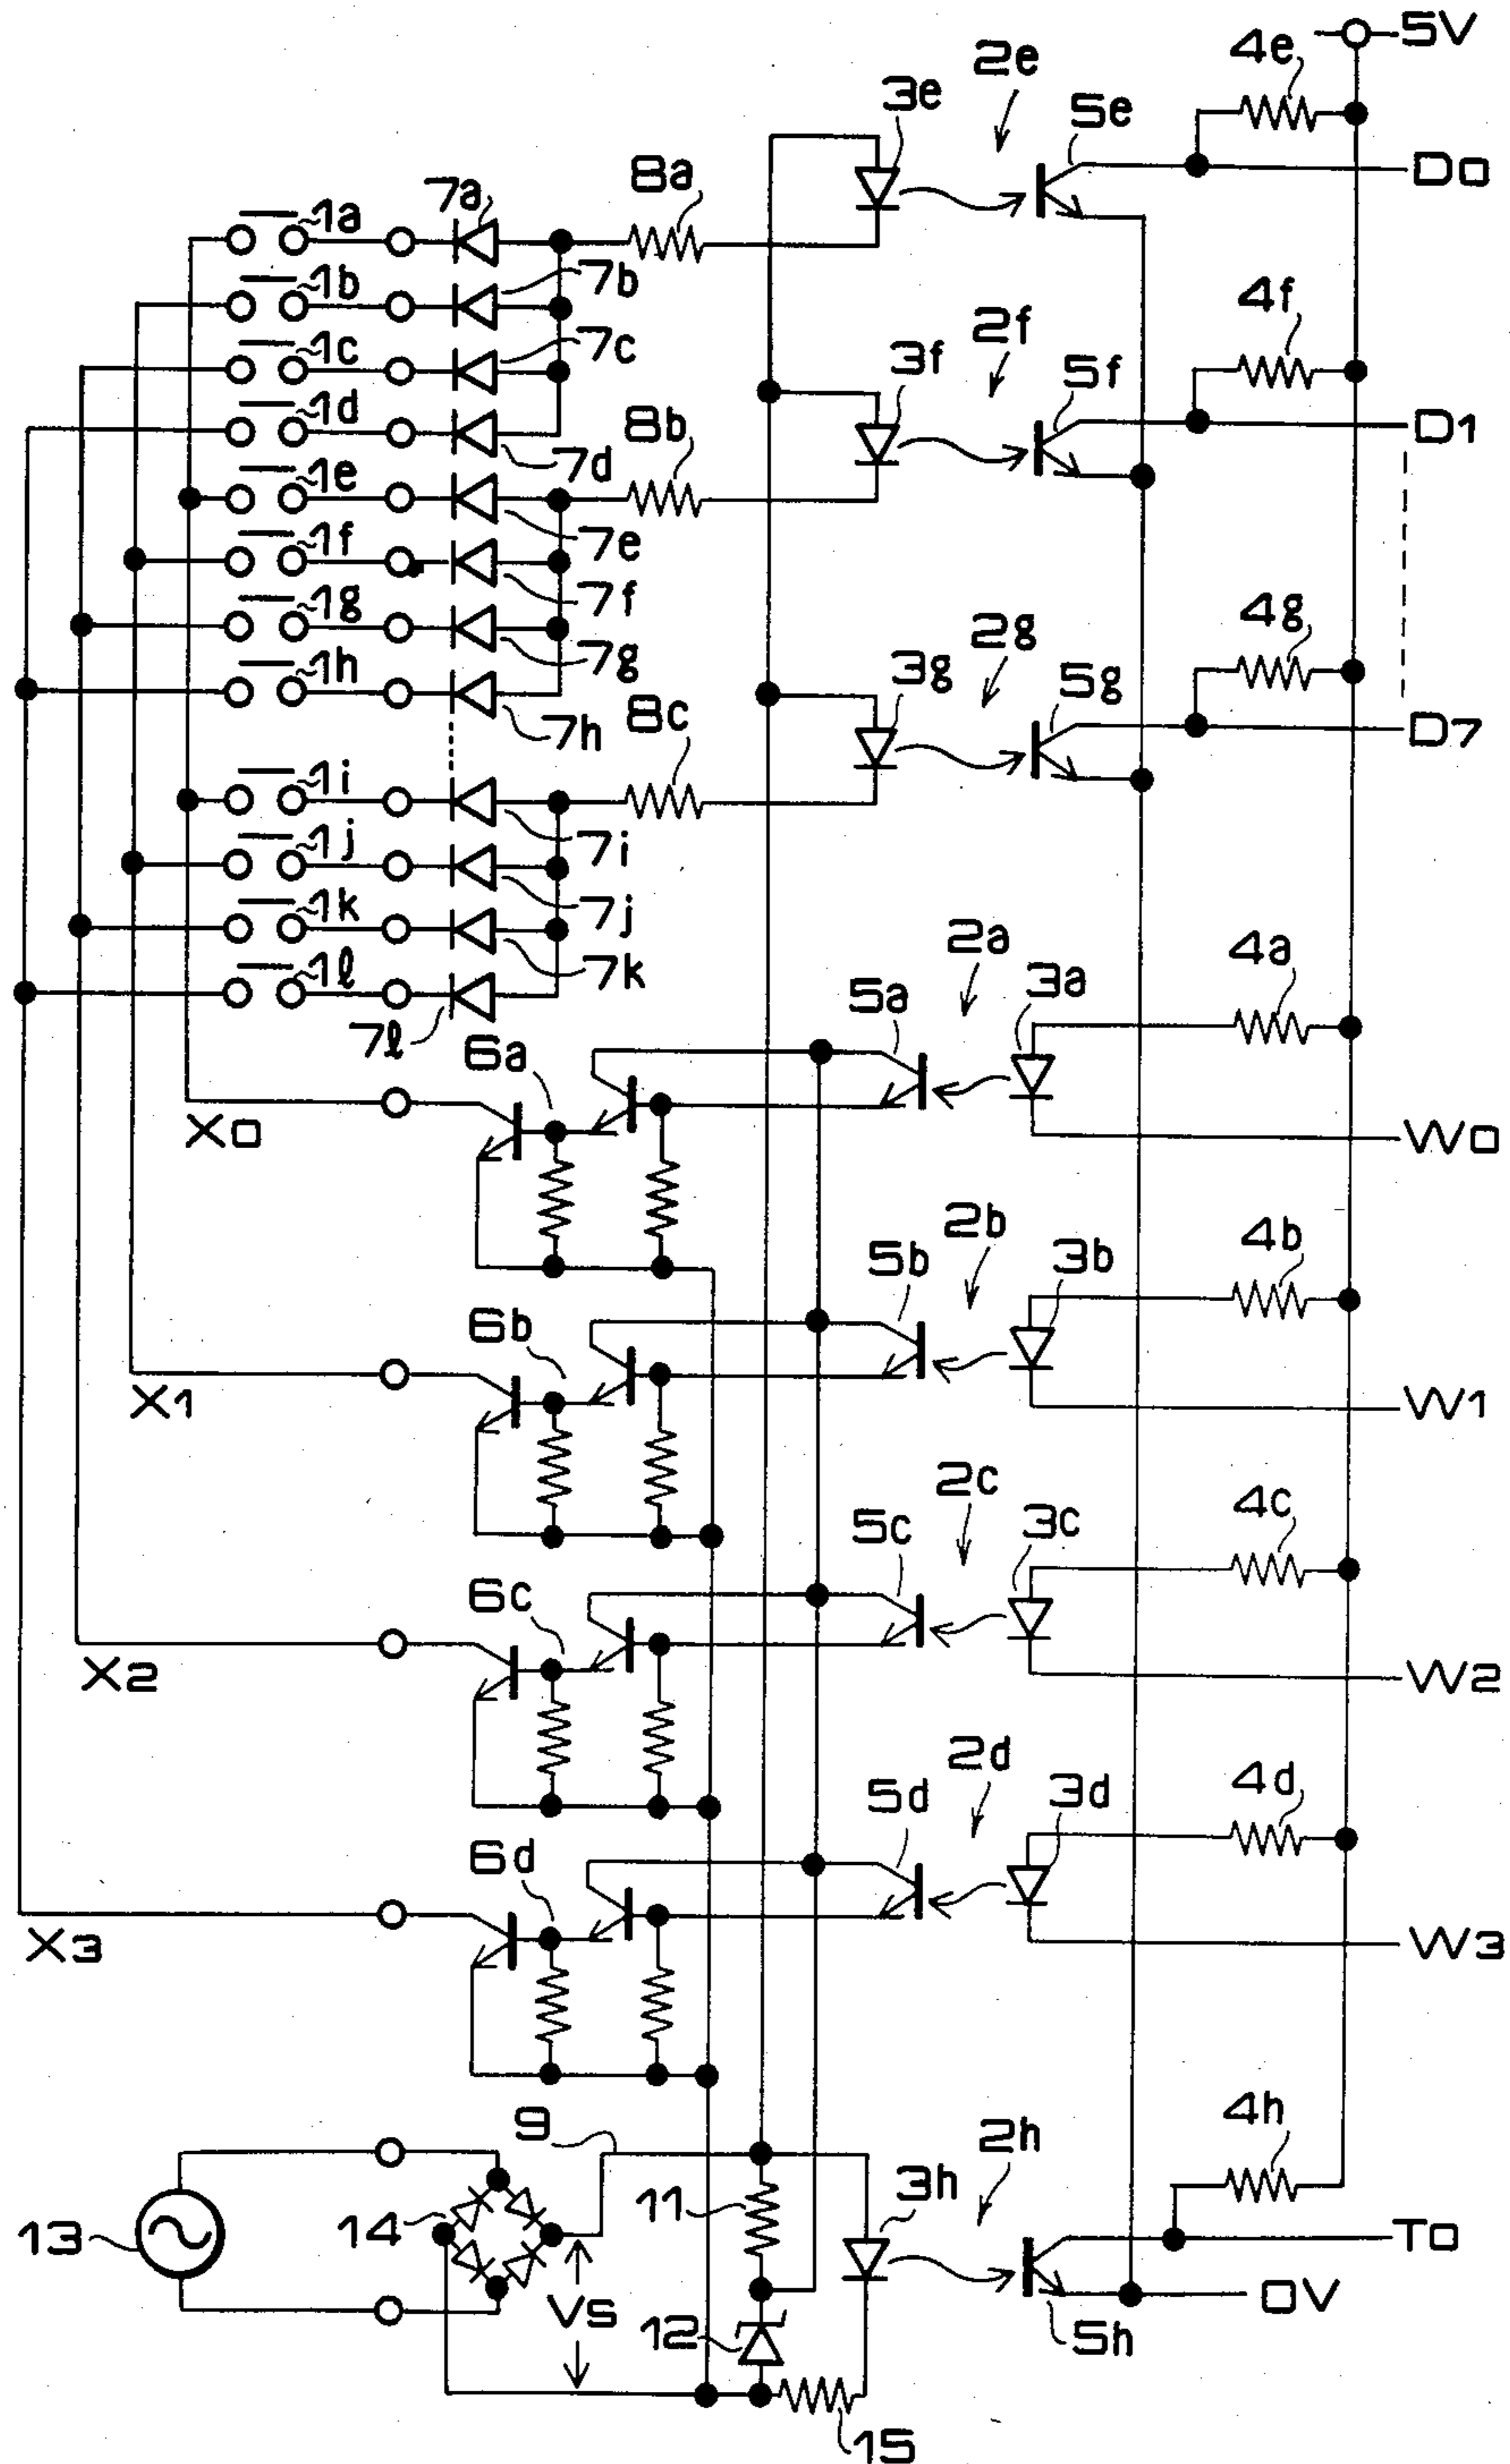 5V
4e
2e
3e
5e
D0
8a
7a
1a
7b
1b
4f
7c
1c
2f
3f
5f
1d
8b
D1
7d
1e
7e
1f
7f
4g
1g
2g
7g
3g
5g
1h
8c
7h
D7
1i
7i
1j
7j
1k
2a
4a
7k
3a
1l
5a
7l
6a
X0
W0
2b
4b
5b
3b
6b
X1
W1
2c
4c
5c
3c
6c
X2
W2
2d
4d
5d
3d
6d
X3
W3
4h
9
2h
3h
11
13
14
T0
VS
0V
12
5h
15